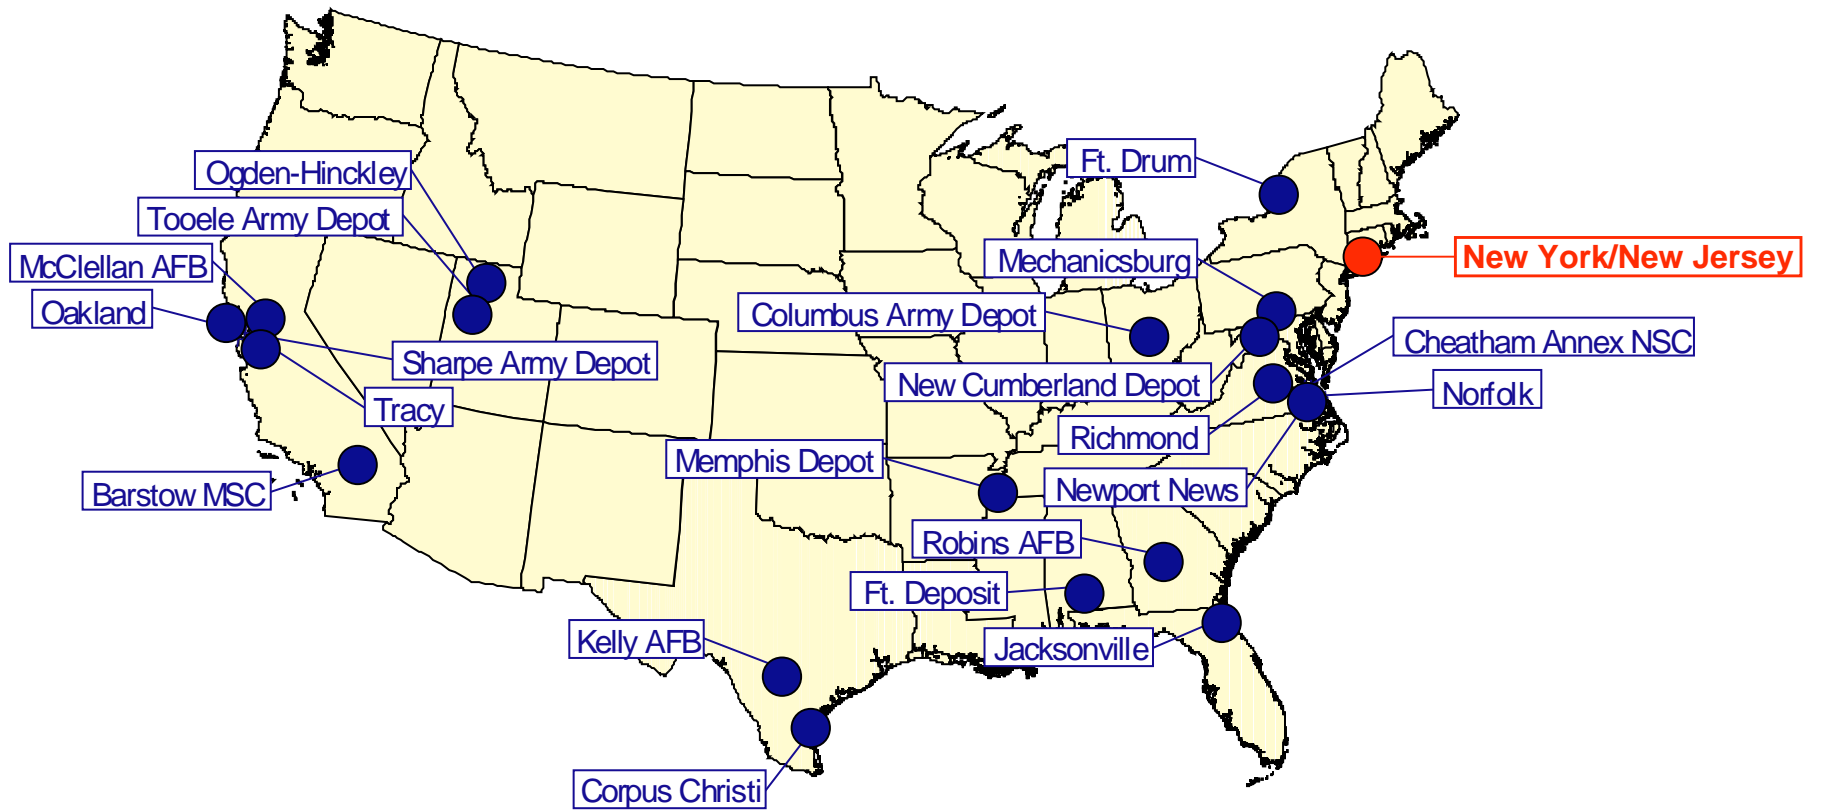 Ft. Drum
Ogden-Hinckley
Tooele Army Depot
McClellan AFB
Mechanicsburg
New York/New Jersey
Oakland
Columbus Army Depot
Cheatham Annex NSC
Sharpe Army Depot
New Cumberland Depot
Norfolk
Tracy
Richmond
Memphis Depot
Barstow MSC
Newport News
Robins AFB
Ft. Deposit
Kelly AFB
Jacksonville
Corpus Christi